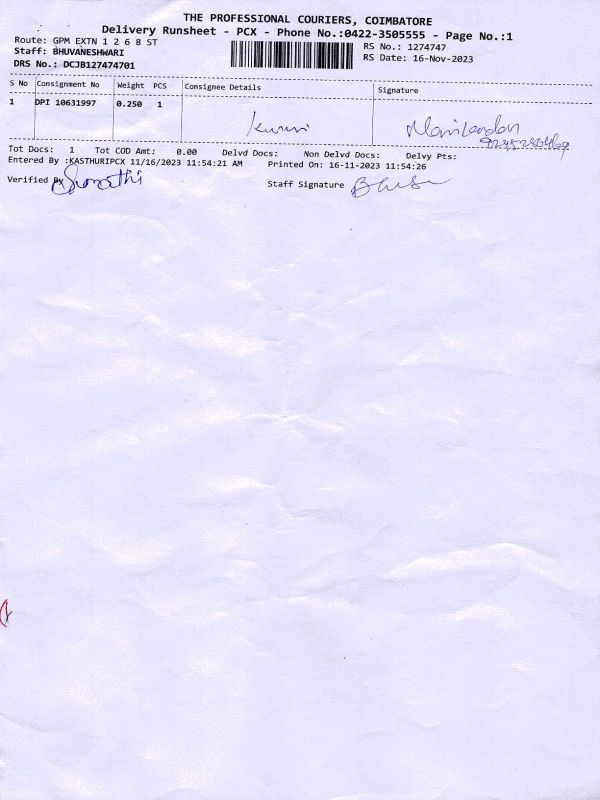 THE PROFESSIONAL COURIERS, COIMBATORE
Delivery Runsheet - PCX - Phone No.:0422-3505555 - Page No.:1
Route: GPM EXTN 1 2 6 8 ST
RS No.: 1274747
Staff: BHUVANESHWARI
RS Date: 16-Nov-2023
DRS No.: DCJB127474701
S No Consignment No Weight PCS Consignee Details Signature
1 DPI 10631997 0.250 1
Manikandan
Tot Docs: 1 Tot COD Amt: 0.00 Delvd Docs: Non Delvd Docs: Delvy Pts:
Entered By :KASTHURIPCX 11/16/2023 11:54:21 AM Printed On: 16-11-2023 11:54:26
Verified By
Staff Signature